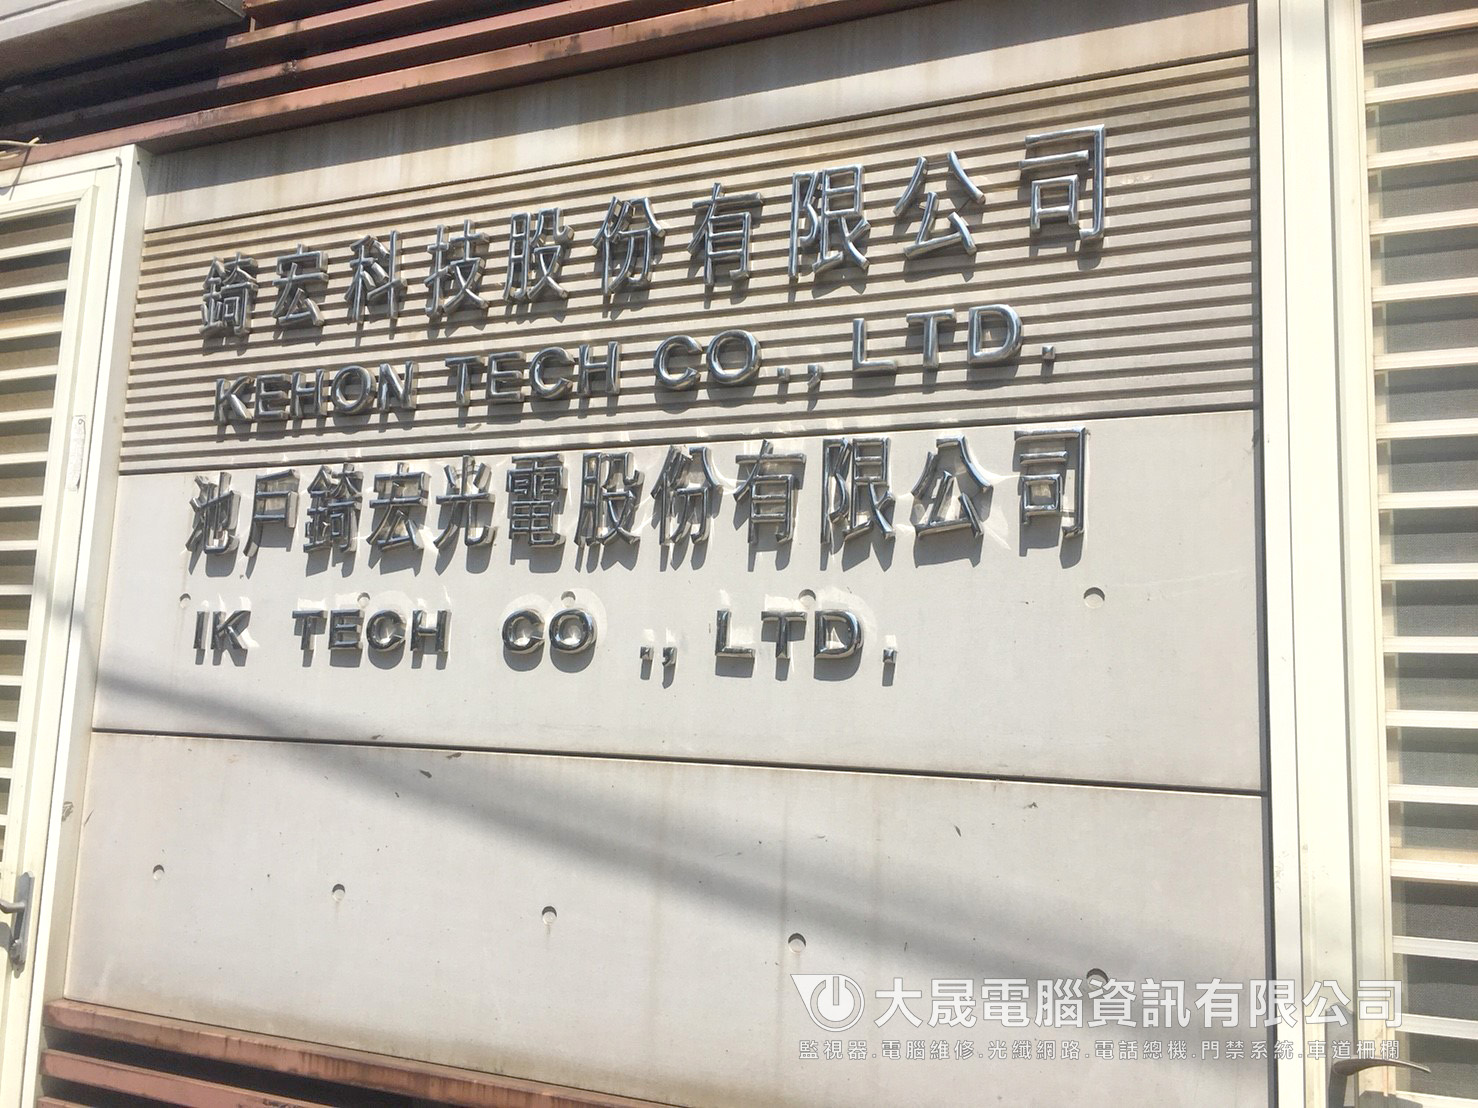 錡宏科技股份有限公司
KEHON TECH CO., LTD.
池戶錡宏光電股份有限公司
IK TECH CO., LTD.
大晟電腦資訊有限公司
監視器.電腦維修.光纖網路.電話總機.門禁系統.車道柵欄